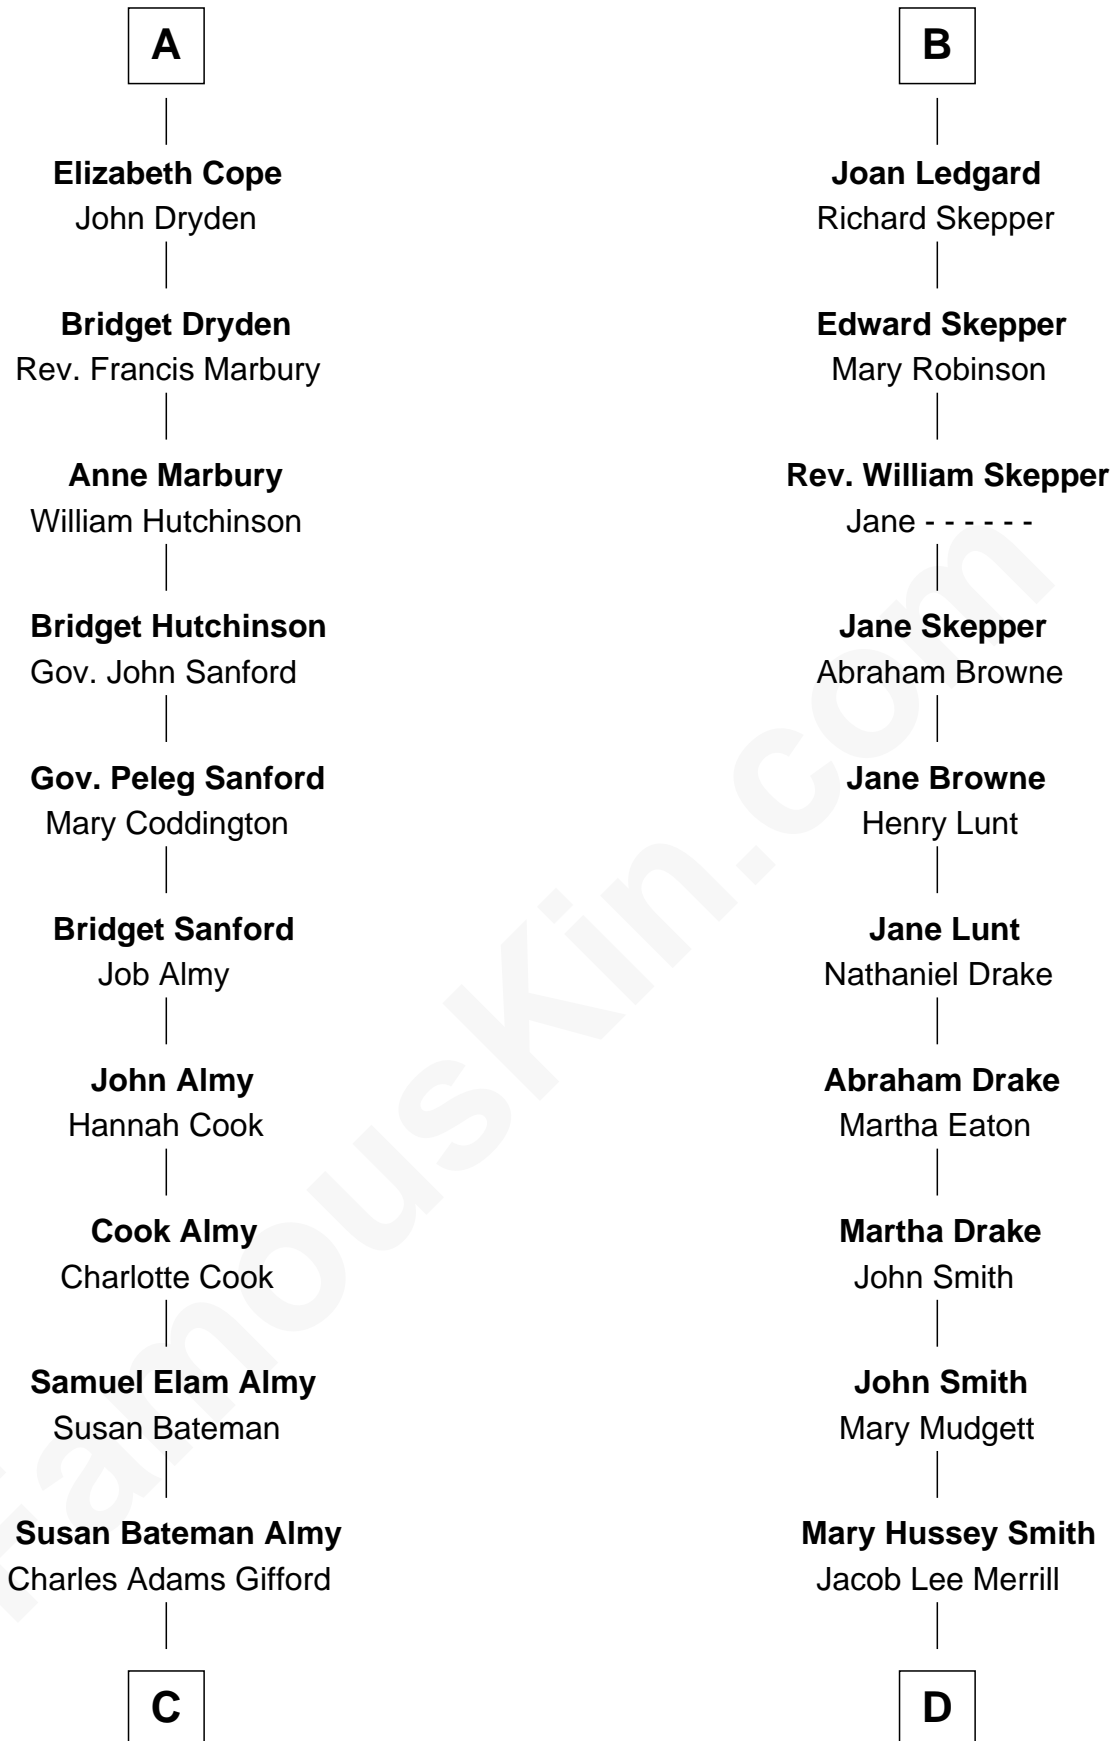 A
Elizabeth Cope
John Dryden
Bridget Dryden
Rev. Francis Marbury
Anne Marbury
William Hutchinson
Bridget Hutchinson
Gov. John Sanford
Gov. Peleg Sanford
Mary Coddington
Bridget Sanford
Job Almy
John Almy
Hannah Cook
Cook Almy
Charlotte Cook
Samuel Elam Almy
Susan Bateman
Susan Bateman Almy
Charles Adams Gifford
C
B
Joan Ledgard
Richard Skepper
Edward Skepper
Mary Robinson
Rev. William Skepper
Jane - - - - - -
Jane Skepper
Abraham Browne
Jane Browne
Henry Lunt
Jane Lunt
Nathaniel Drake
Abraham Drake
Martha Eaton
Martha Drake
John Smith
John Smith
Mary Mudgett
Mary Hussey Smith
Jacob Lee Merrill
D
FamousKin.com